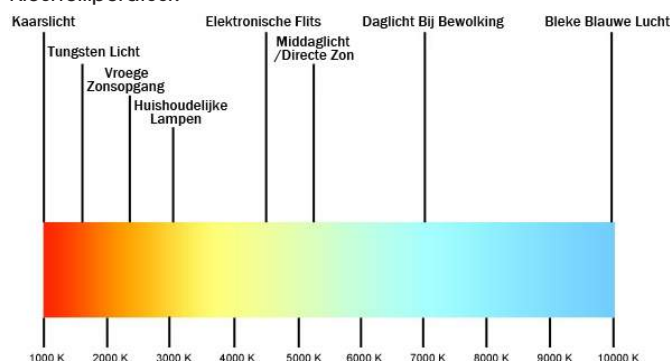 Kaarslicht
Elektronische Flits
Daglicht Bij Bewolking
Bleke Blauwe Lucht
Tungsten Licht
Middaglicht
/Directe Zon
Vroege
Zonsopgang
Huishoudelijke
Lampen
1000 K
2000 K
3000 K
4000 K
5000 K
6000 K
7000 K
8000 K
9000 K
10000 K